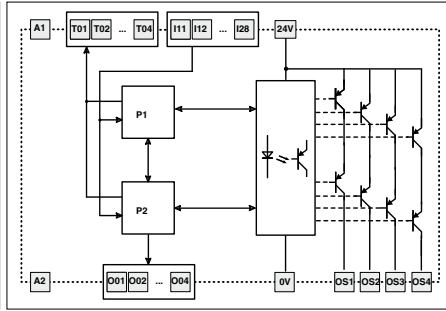 A1 T01 T02 ... T04 I11 I12 ... I28 24V
P1
P2
A2 O01 O02 ... O04 0V OS1 OS2 OS3 OS4